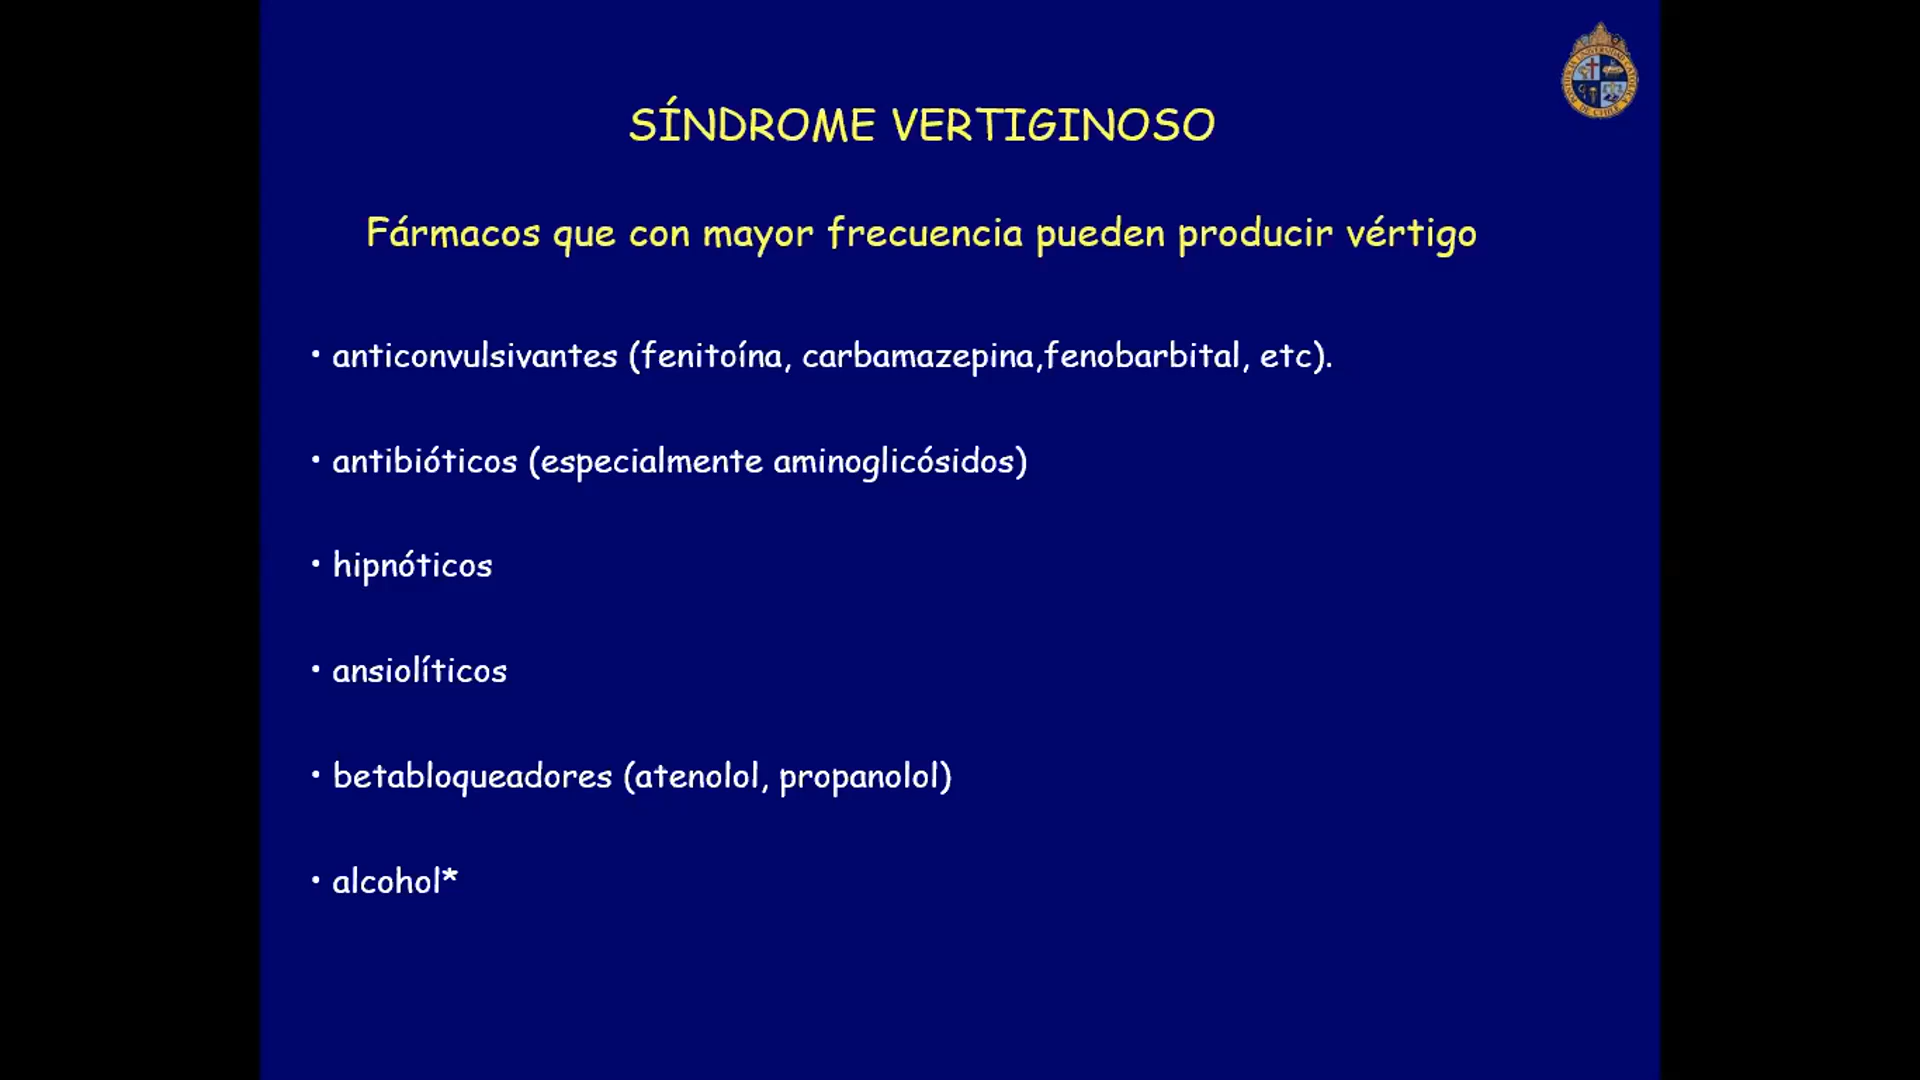 SÍNDROME VERTIGINOSO
Fármacos que con mayor frecuencia pueden producir vértigo
• anticonvulsivantes (fenitoína, carbamazepina,fenobarbital, etc).
• antibióticos (especialmente aminoglicósidos)
• hipnóticos
• ansiolíticos
• betabloqueadores (atenolol, propanolol)
• alcohol*